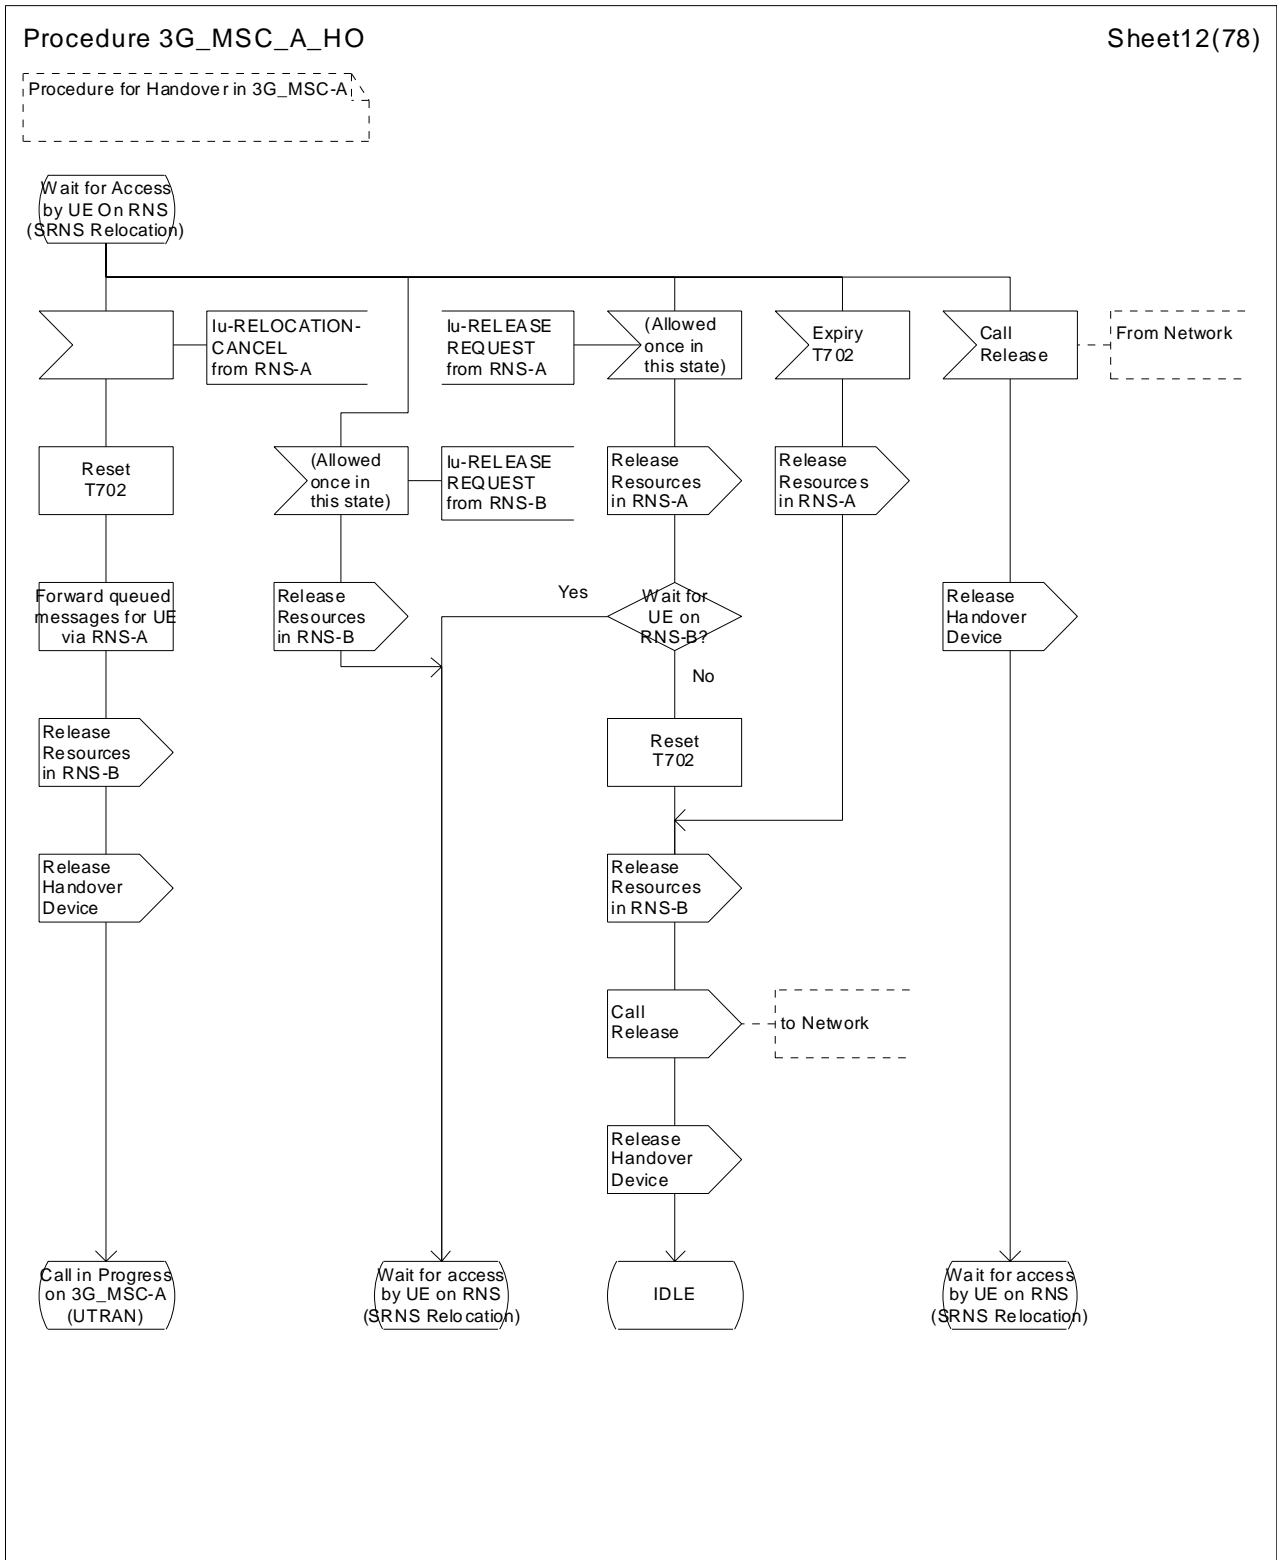 Procedure 3G_MSC_A_HO
Sheet12(78)
Procedure for Handover in 3G_MSC-A
Wait for Access
by UE On RNS
(SRNS Relocation)
Iu-RELOCATION-
CANCEL
from RNS-A
Iu-RELEASE
REQUEST
from RNS-A
(Allowed
once in
this state)
Expiry
T702
Call
Release
From Network
Reset
T702
(Allowed
once in
this state)
Iu-RELEASE
REQUEST
from RNS-B
Release
Resources
in RNS-A
Release
Resources
in RNS-A
Forward queued
messages for UE
via RNS-A
Release
Resources
in RNS-B
Yes
Wait for
UE on
RNS-B?
No
Release
Handover
Device
Release
Resources
in RNS-B
Reset
T702
Release
Handover
Device
Release
Resources
in RNS-B
Call
Release
to Network
Release
Handover
Device
Call in Progress
on 3G_MSC-A
(UTRAN)
Wait for access
by UE on RNS
(SRNS Relocation)
IDLE
Wait for access
by UE on RNS
(SRNS Relocation)